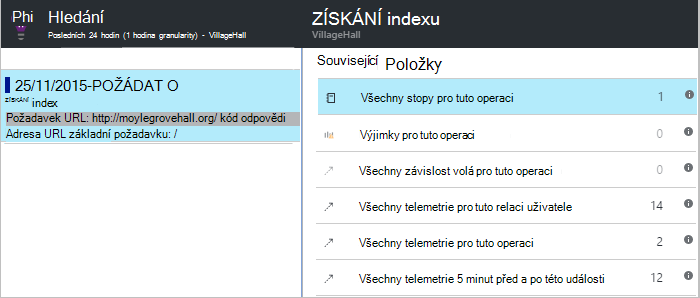 Phi
Hledání
Posledních 24 hodin (1 hodina granularity) - VillageHall
25/11/2015-POŽÁDAT O
ZÍSKÁNÍ index
Požadavek URL: http://moylegrovehall.org/ kód odpovědi
Adresa URL základní požadavku: /
ZÍSKÁNÍ indexu
VillageHall
Související Položky
Všechny stopy pro tuto operaci 1
Výjimky pro tuto operaci 0
Všechny závislost volá pro tuto operaci 0
Všechny telemetrie pro tuto relaci uživatele 14
Všechny telemetrie pro tuto operaci 2
Všechny telemetrie 5 minut před a po této události 12